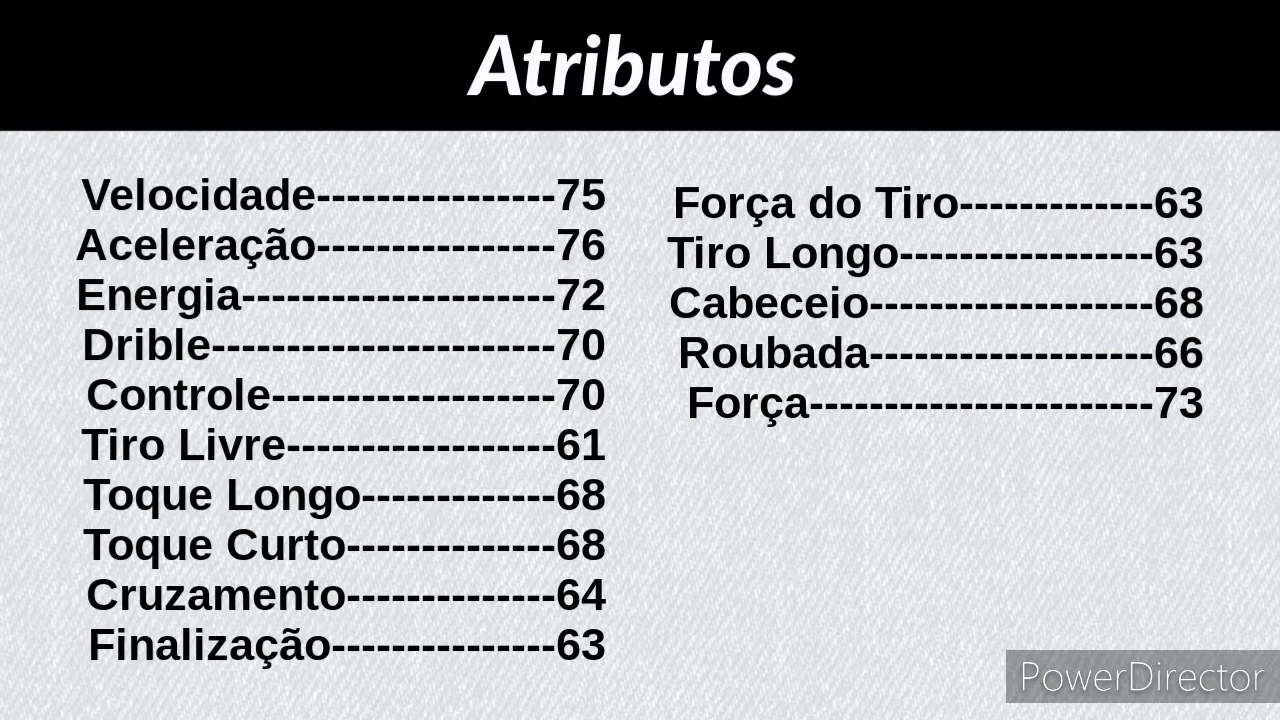 Atributos
Velocidade----------------75
Aceleração----------------76
Energia---------------------72
Drible-----------------------70
Controle-------------------70
Tiro Livre------------------61
Toque Longo-------------68
Toque Curto--------------68
Cruzamento--------------64
Finalização---------------63
Força do Tiro-------------63
Tiro Longo-----------------63
Cabeceio-------------------68
Roubada-------------------66
Força-----------------------73
PowerDirector